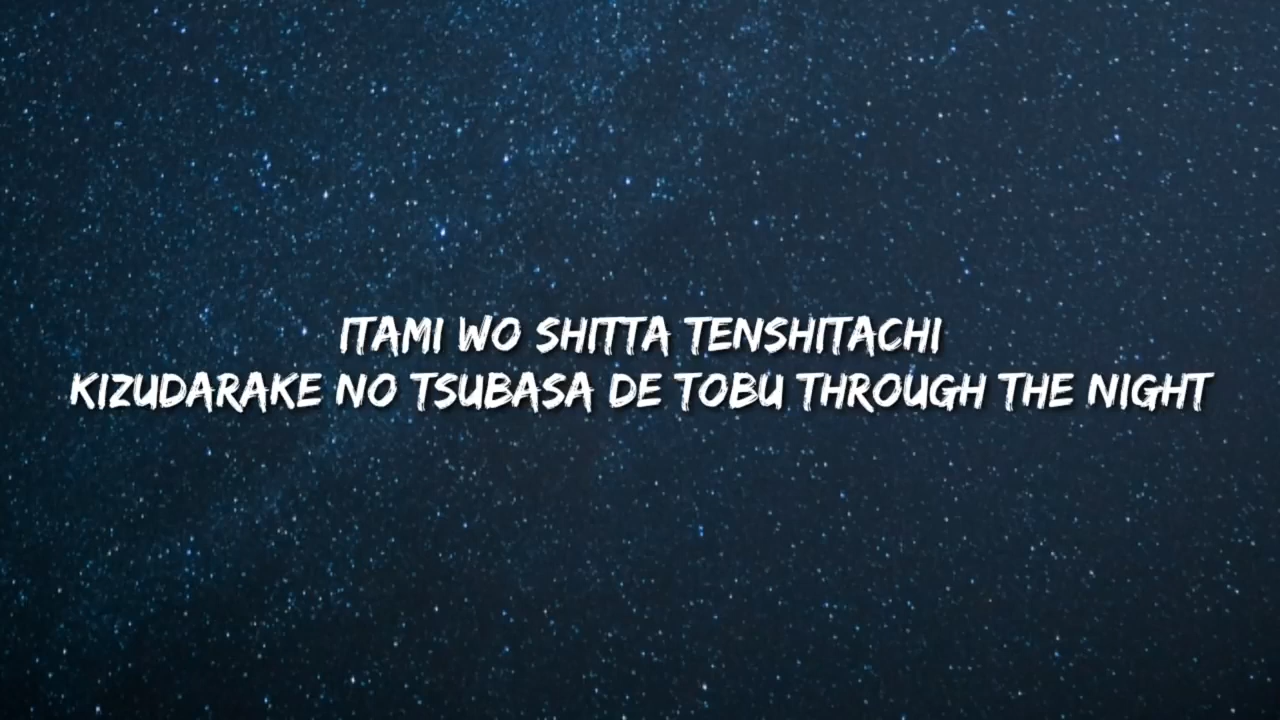 ITAMI WO SHITTA TENSHITACHI
KIZUDARAKE NO TSUBASA DE TOBU THROUGH THE NIGHT